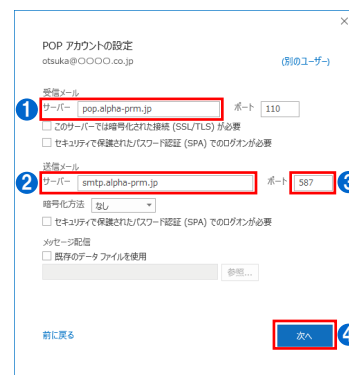 ×
POP アカウントの設定
otsuka@〇〇〇〇.co.jp (別のユーザー)
受信メール
1 サーバー pop.alpha-prm.jp ポート 110
このサーバーでは暗号化された接続 (SSL/TLS) が必要
セキュリティで保護されたパスワード認証 (SPA) でのログオンが必要
送信メール
2 サーバー smtp.alpha-prm.jp ポート 587 3
暗号化方法 なし
セキュリティで保護されたパスワード認証 (SPA) でのログオンが必要
メッセージ配信
既存のデータ ファイルを使用
参照...
前に戻る 次へ 4